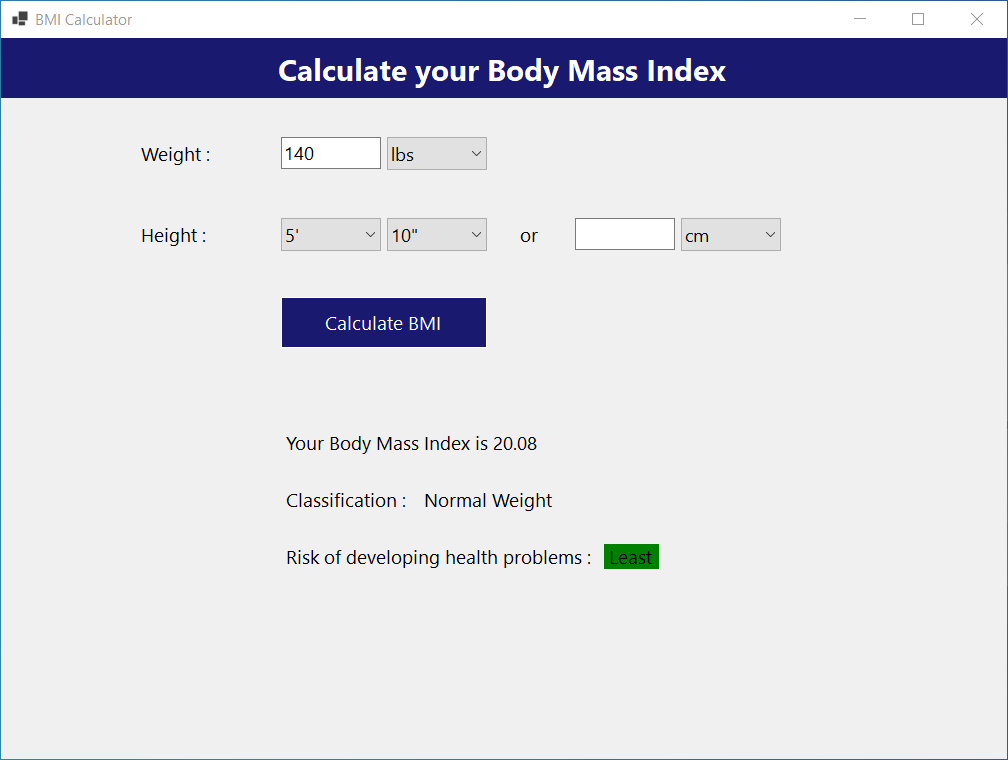 BMI Calculator
Calculate your Body Mass Index
Weight : 140 lbs
Height : 5' 10" or cm
Calculate BMI
Your Body Mass Index is 20.08
Classification : Normal Weight
Risk of developing health problems : Least